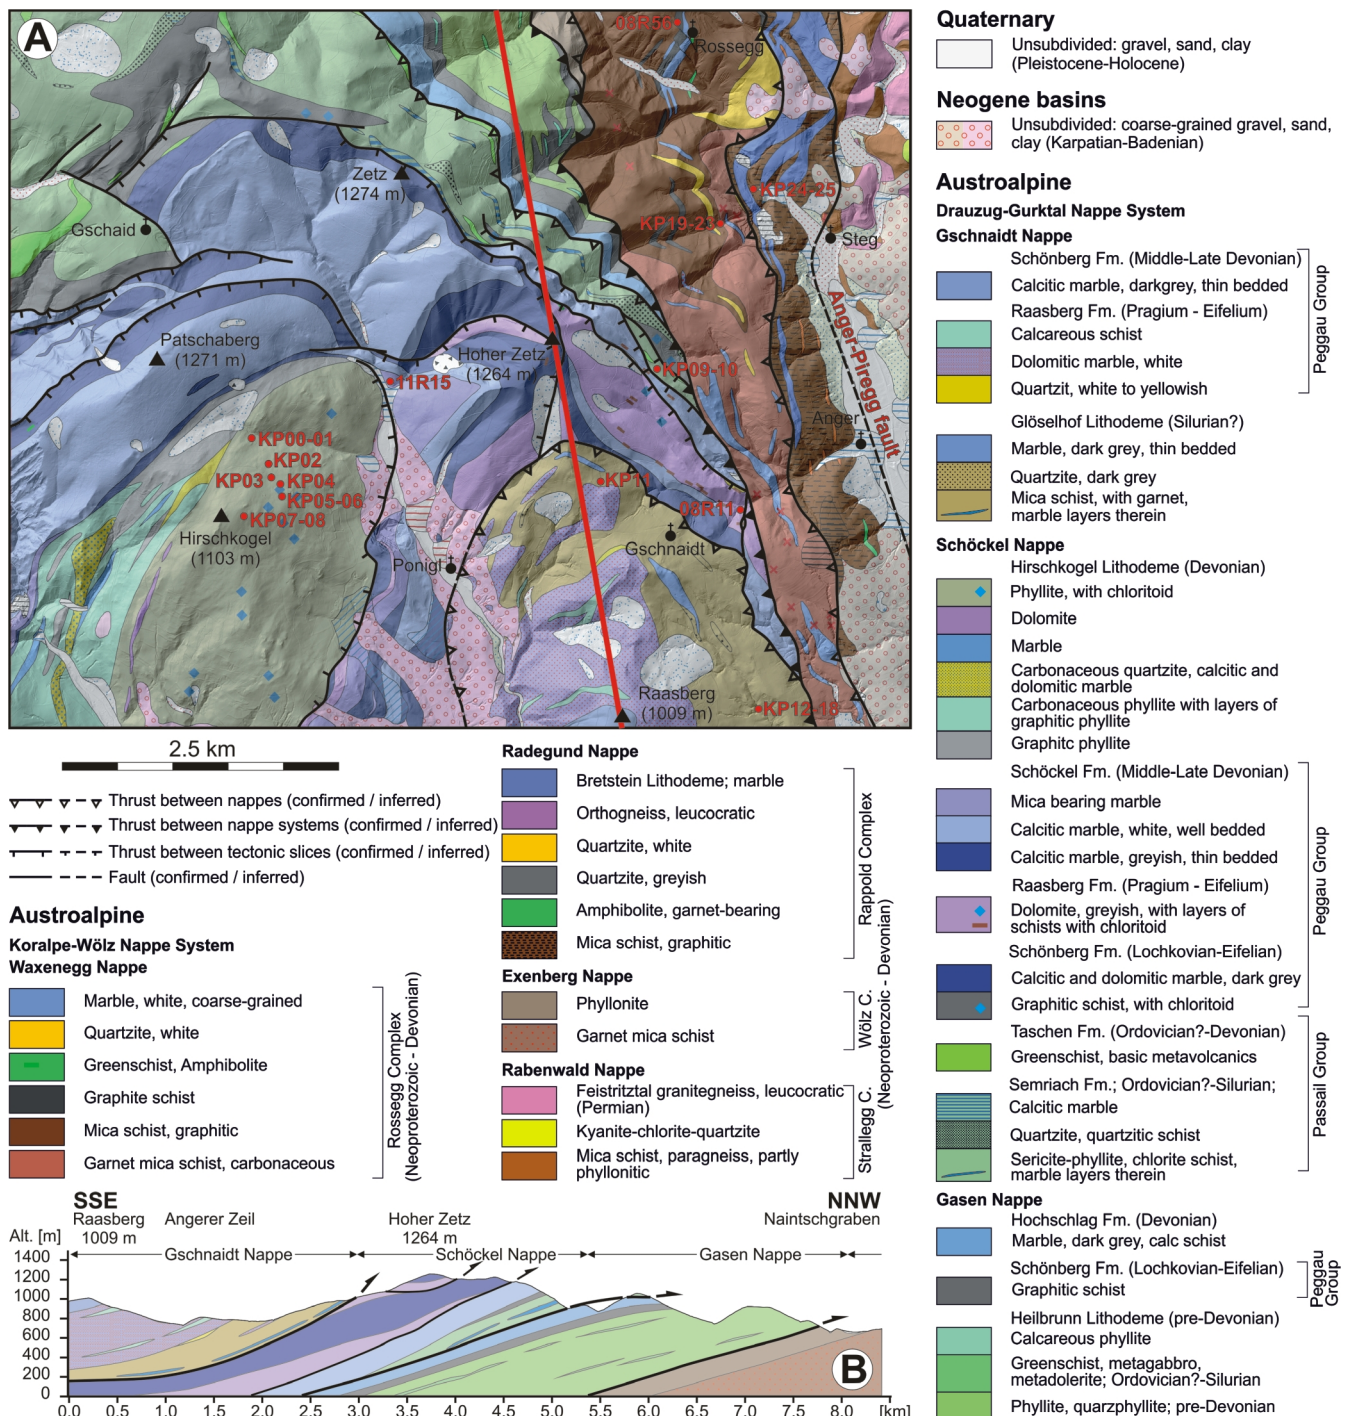 A
08R56
Rossegg
Zetz
(1274 m)
KP24-25
KP19-23
Gschaid
Steg
Anger-Piregg fault
Patschaberg
(1271 m)
Hoher Zetz
(1264 m)
KP09-10
11R15
Anger
KP00-01
KP02
KP03
KP04
KP05-06
KP11
08R11
KP07-08
Hirschkogel
(1103 m)
Gschnaidt
Ponigl
Raasberg
(1009 m)
KP12-18
2.5 km
Thrust between nappes (confirmed / inferred)
Thrust between nappe systems (confirmed / inferred)
Thrust between tectonic slices (confirmed / inferred)
Fault (confirmed / inferred)
Austroalpine
Koralpe-Wölz Nappe System
Waxenegg Nappe
Marble, white, coarse-grained
Quartzite, white
Greenschist, Amphibolite
Graphite schist
Mica schist, graphitic
Garnet mica schist, carbonaceous
Rossegg Complex
(Neoproterozoic - Devonian)
Radegund Nappe
Bretstein Lithodeme; marble
Orthogneiss, leucocratic
Quartzite, white
Quartzite, greyish
Amphibolite, garnet-bearing
Mica schist, graphitic
Rappold Complex
Exenberg Nappe
Phyllonite
Garnet mica schist
Wölz C.
(Neoproterozoic - Devonian)
Rabenwald Nappe
Feistritztal granitegneiss, leucocratic
(Permian)
Kyanite-chlorite-quartzite
Mica schist, paragneiss, partly
phyllonitic
Strallegg C.
Quaternary
Unsubdivided: gravel, sand, clay
(Pleistocene-Holocene)
Neogene basins
Unsubdivided: coarse-grained gravel, sand,
clay (Karpatian-Badenian)
Austroalpine
Drauzug-Gurktal Nappe System
Gschnaidt Nappe
Schönberg Fm. (Middle-Late Devonian)
Calcitic marble, darkgrey, thin bedded
Raasberg Fm. (Pragium - Eifelium)
Calcareous schist
Dolomitic marble, white
Quartzit, white to yellowish
Peggau Group
Glöselhof Lithodeme (Silurian?)
Marble, dark grey, thin bedded
Quartzite, dark grey
Mica schist, with garnet,
marble layers therein
Schöckel Nappe
Hirschkogel Lithodeme (Devonian)
Phyllite, with chloritoid
Dolomite
Marble
Carbonaceous quartzite, calcitic and
dolomitic marble
Carbonaceous phyllite with layers of
graphitic phyllite
Graphitc phyllite
Schöckel Fm. (Middle-Late Devonian)
Mica bearing marble
Calcitic marble, white, well bedded
Calcitic marble, greyish, thin bedded
Raasberg Fm. (Pragium - Eifelium)
Dolomite, greyish, with layers of
schists with chloritoid
Schönberg Fm. (Lochkovian-Eifelian)
Calcitic and dolomitic marble, dark grey
Graphitic schist, with chloritoid
Peggau Group
Taschen Fm. (Ordovician?-Devonian)
Greenschist, basic metavolcanics
Semriach Fm.; Ordovician?-Silurian;
Calcitic marble
Quartzite, quartzitic schist
Sericite-phyllite, chlorite schist,
marble layers therein
Passail Group
Gasen Nappe
Hochschlag Fm. (Devonian)
Marble, dark grey, calc schist
Schönberg Fm. (Lochkovian-Eifelian)
Graphitic schist
Peggau
Group
Heilbrunn Lithodeme (pre-Devonian)
Calcareous phyllite
Greenschist, metagabbro,
metadolerite; Ordovician?-Silurian
Phyllite, quarzphyllite; pre-Devonian
SSE
NNW
Raasberg
1009 m
Angerer Zeil
Hoher Zetz
1264 m
Naintschgraben
Alt. [m]
Gschnaidt Nappe
Schöckel Nappe
Gasen Nappe
1400
1200
1000
800
600
400
200
0
B
0.0 0.5 1.0 1.5 2.0 2.5 3.0 3.5 4.0 4.5 5.0 5.5 6.0 6.5 7.0 7.5 8.0 [km]